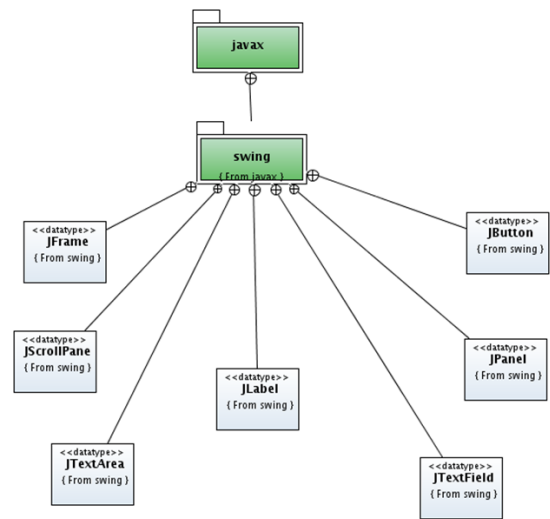 javax
swing
{ From javax }
<<datatype>>
JFrame
{ From swing }
<<datatype>>
JButton
{ From swing }
<<datatype>>
JScrollPane
{ From swing }
<<datatype>>
JPanel
{ From swing }
<<datatype>>
JLabel
{ From swing }
<<datatype>>
JTextArea
{ From swing }
<<datatype>>
JTextField
{ From swing }